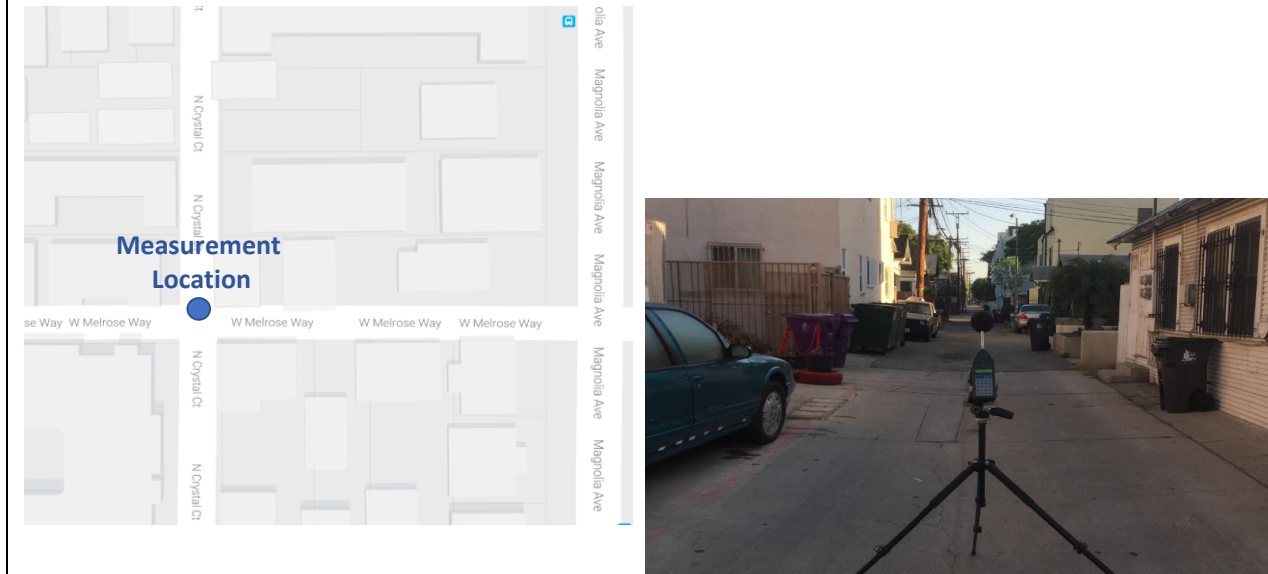 ct
olia Ave
Magnolia Ave
N Crystal Ct
Magnolia Ave
N Crystal
Measurement
Location
Magnolia Ave
se Way W Melrose Way W Melrose Way W Melrose Way W Melrose Way
N Crystal Ct
Magnolia Ave
N Crystal Ct
Magnolia Ave